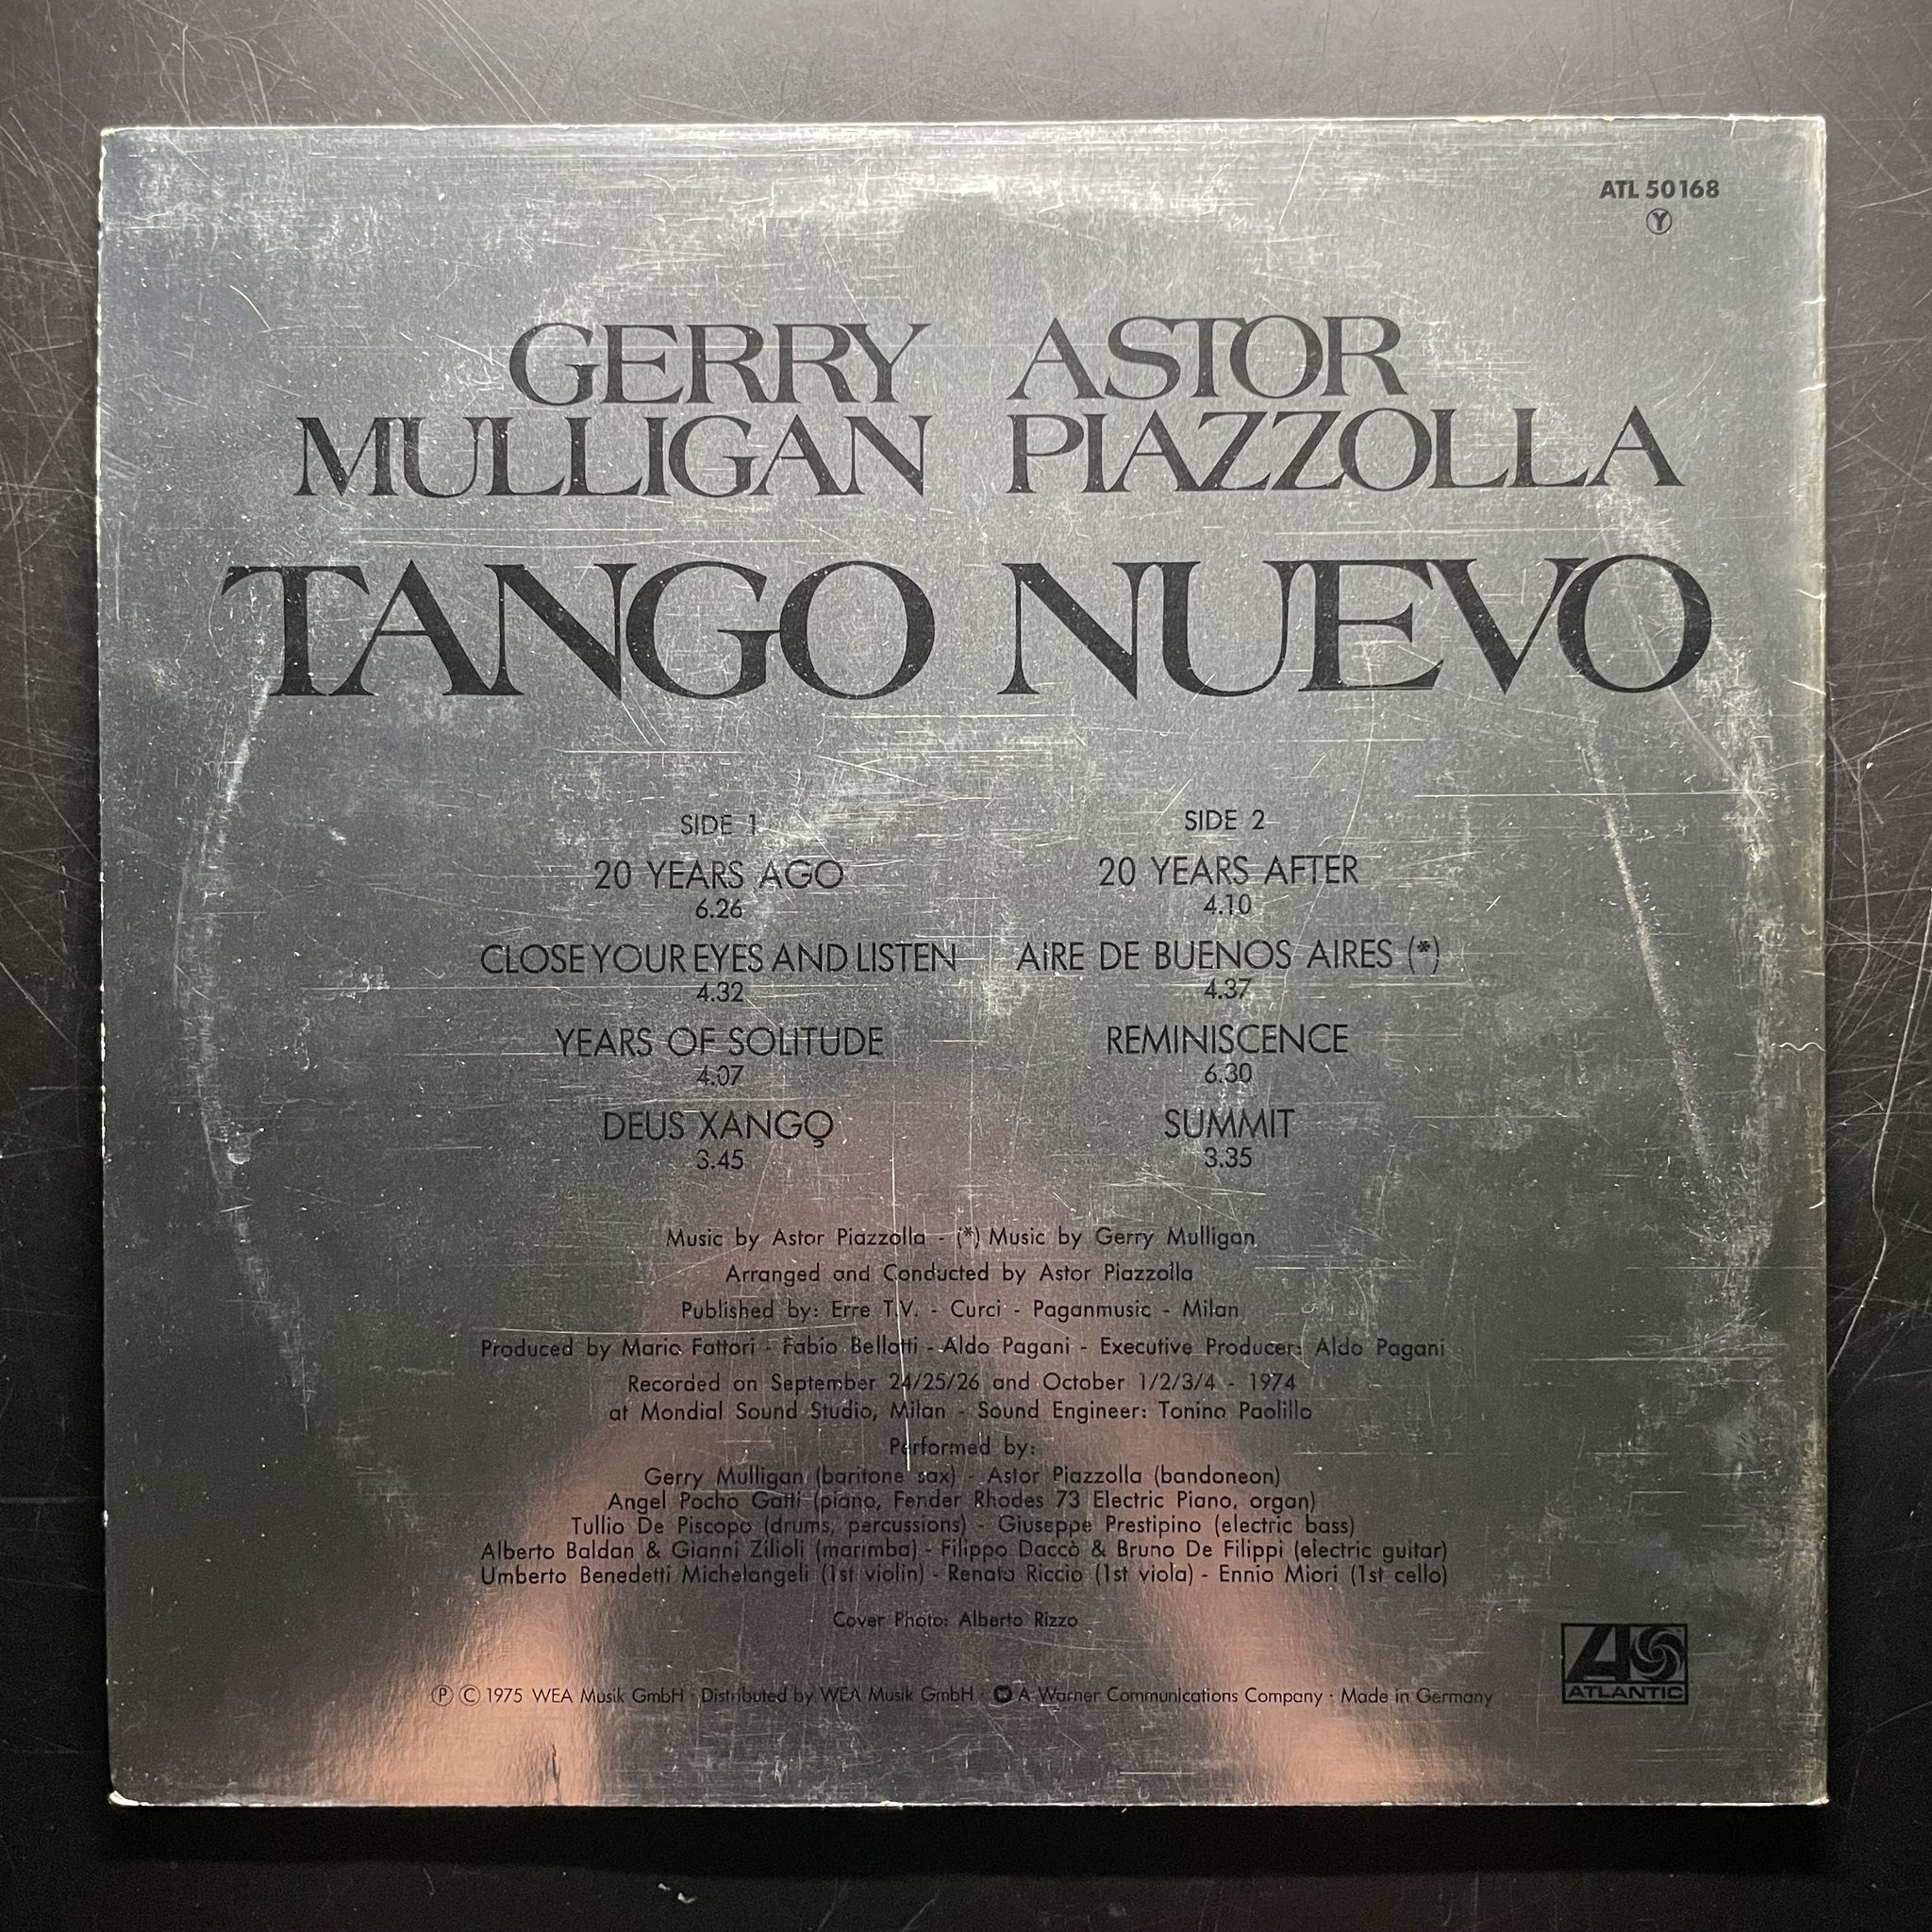 ATL 50168
Ⓨ
GERRY ASTOR
MULLIGAN PIAZZOLLA
TANGO NUEVO
SIDE 1
20 YEARS AGO
6.26
CLOSE YOUR EYES AND LISTEN
4.32
YEARS OF SOLITUDE
4.07
DEUS XANGO̧
3.45
SIDE 2
20 YEARS AFTER
4.10
AIRE DE BUENOS AIRES (*)
4.37
REMINISCENCE
6.30
SUMMIT
3.35
Music by Astor Piazzolla - (*) Music by Gerry Mulligan
Arranged and Conducted by Astor Piazzolla
Published by: Erre T.V. - Curci - Paganmusic - Milan
Produced by Mario Fattori - Fabio Bellotti - Aldo Pagani - Executive Producer: Aldo Pagani
Recorded on September 24/25/26 and October 1/2/3/4 - 1974
at Mondial Sound Studio, Milan - Sound Engineer: Tonino Paolillo
Performed by:
Gerry Mulligan (baritone sax) - Astor Piazzolla (bandoneon)
Angel Pocho Gatti (piano, Fender Rhodes 73 Electric Piano, organ)
Tullio De Piscopo (drums, percussions) - Giuseppe Prestipino (electric bass)
Alberto Baldan & Gianni Zilioli (marimba) - Filippo Daccò & Bruno De Filippi (electric guitar)
Umberto Benedetti Michelangeli (1st violin) - Renato Riccio (1st viola) - Ennio Miori (1st cello)
Cover Photo: Alberto Rizzo
Ⓟ Ⓒ 1975 WEA Musik GmbH · Distributed by WEA Musik GmbH · A Warner Communications Company · Made in Germany
ATLANTIC